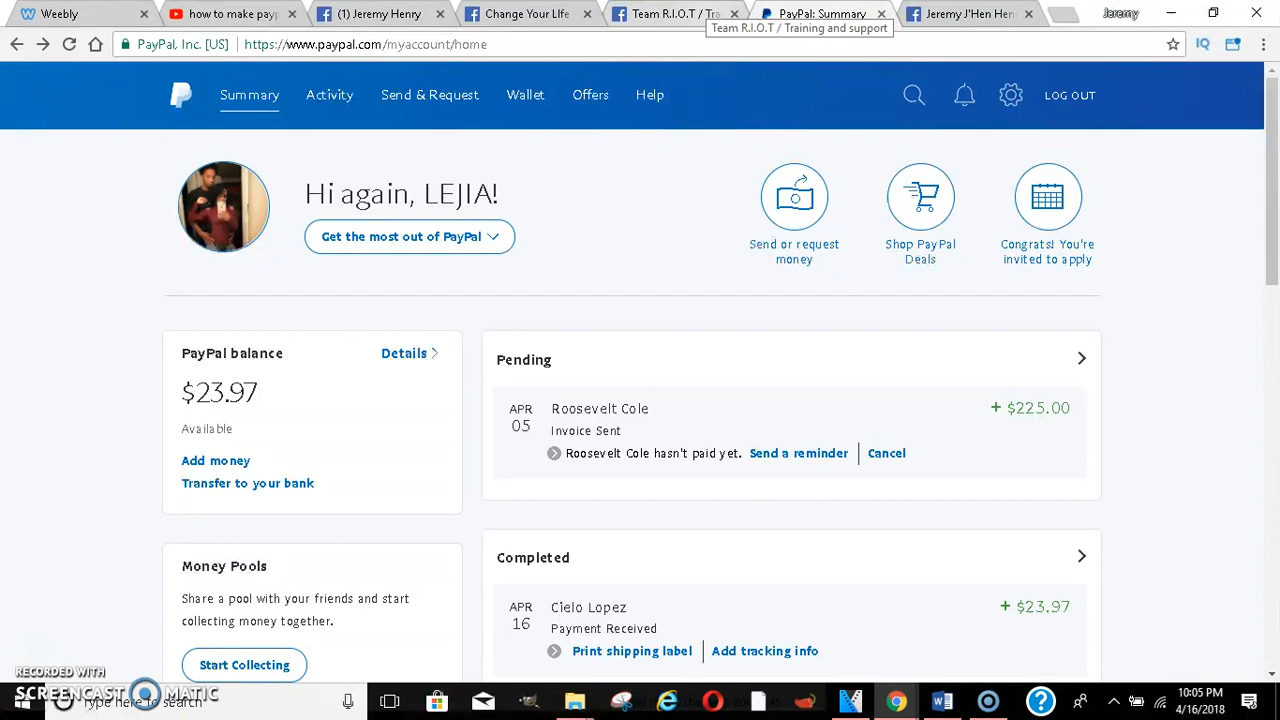 Weebly
how to make payp
(1) Jeremy Henry
Change Your LIfe
Team R.I.O.T / Tra
PayPal: Summary
Jeremy J'Hen Hen
Jeremy
Team R.I.O.T / Training and support
PayPal, Inc. [US]
https://www.paypal.com/myaccount/home
IQ
Summary
Activity
Send & Request
Wallet
Offers
Help
LOG OUT
Hi again, LEJIA!
Get the most out of PayPal
Send or request
money
Shop PayPal
Deals
Congrats! You're
invited to apply
PayPal balance
Details
$23.97
Available
Add money
Transfer to your bank
Pending
APR
05
Roosevelt Cole
+ $225.00
Invoice Sent
Roosevelt Cole hasn't paid yet. Send a reminder Cancel
Money Pools
Share a pool with your friends and start
collecting money together.
Start Collecting
Completed
APR
16
Cielo Lopez
+ $23.97
Payment Received
Print shipping label Add tracking info
RECORDED WITH
SCREENCAST MATIC
Type here to search
10:05 PM
4/16/2018